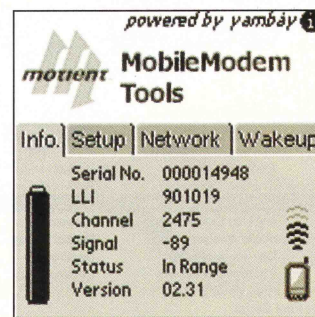 powered by yambay i
motient MobileModem
Tools
Info. Setup Network Wakeup
Serial No. 000014948
LLI 901019
Channel 2475
Signal -89
Status In Range
Version 02.31